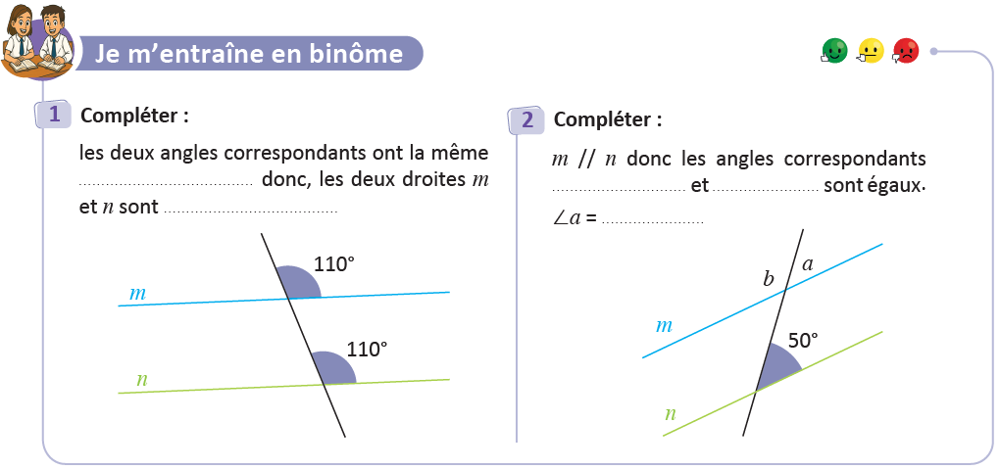 Je m'entraîne en binôme
1 Compléter :
les deux angles correspondants ont la même
.................................... donc, les deux droites m
et n sont ....................................
110°
m
110°
n
2 Compléter :
m // n donc les angles correspondants
............................ et ...................... sont égaux.
∠a = ......................
b a
m
50°
n